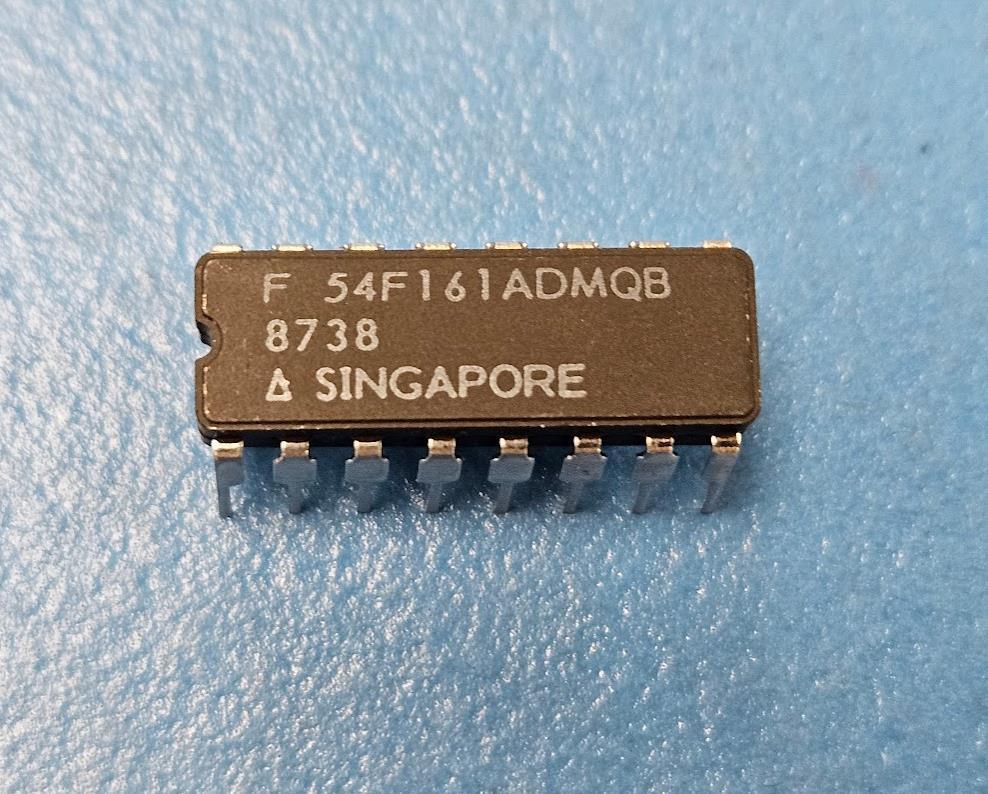 F 54F161ADMQB
8738
Δ SINGAPORE